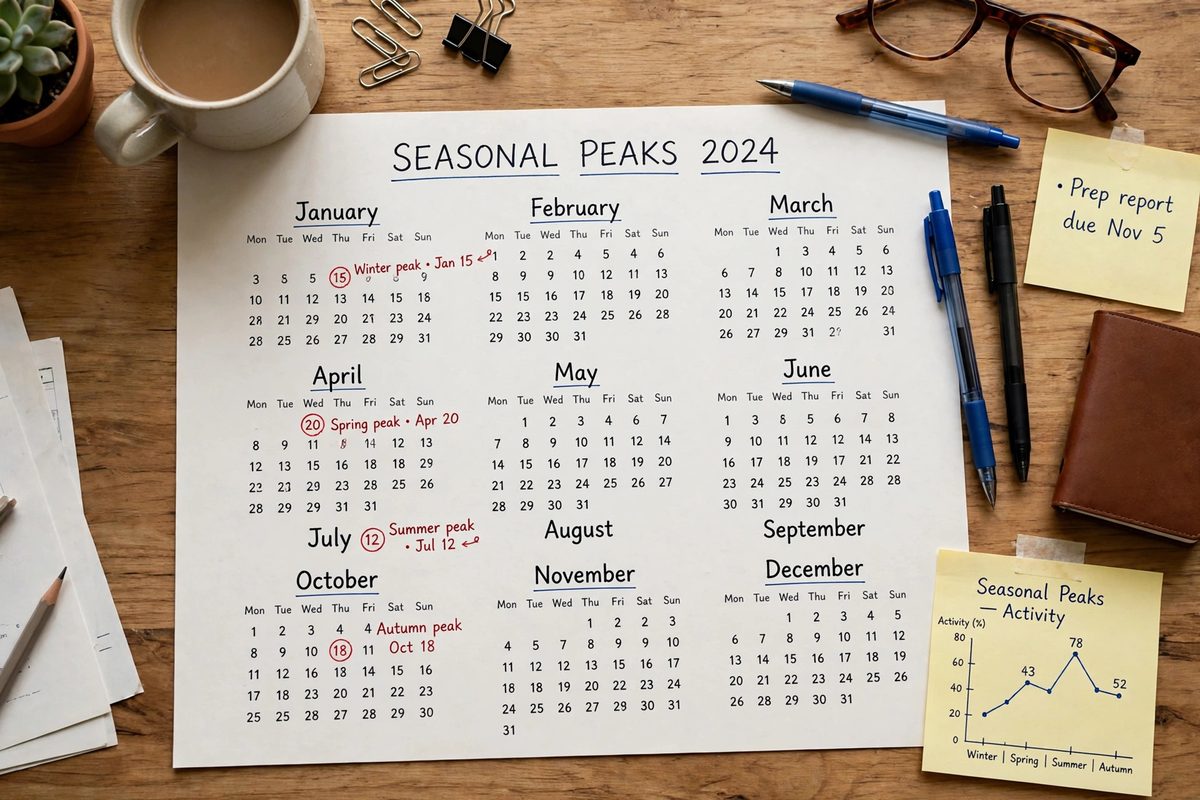 SEASONAL PEAKS 2024
January
Mon Tue Wed Thu Fri Sat Sun
3 5 15 Winter peak • Jan 15 9
10 11 12 13 14 15 18
28 21 29 20 21 23 24
28 25 26 27 28 29 31
February
Mon Tue Wed Thu Fri Sat Sun
1 2 2 4 5 4 6
8 9 9 10 11 12 13
15 15 16 17 18 19 20
22 23 23 24 25 26 28
29 30 30 31
March
Mon Tue Wed Thu Fri Sat Sun
1 3 4 5 6
6 7 8 10 11 12 13
13 14 15 17 18 19 20
20 21 22 24 25 26 24
26 27 30 31 31
April
Mon Tue Wed Thu Fri Sat Sun
20 Spring peak • Apr 20
8 9 11 14 12 13
12 13 15 16 18 18 29
22 23 29 23 28 25 26
28 29 30 31 31
May
Mon Tue Wed Thu Fri Sat Sun
1 2 3 4 6 7
7 8 9 10 11 12 13
14 15 16 17 18 19 20
21 22 23 24 25 26 27
28 29 30 31
June
Mon Tue Wed Thu Fri Sat Sun
1 3 5 6 7 8
9 10 11 12 12 14 13
16 17 18 19 17 20 21
23 24 25 26 27 28 29
30 31 29 30 31
July 12 Summer peak
• Jul 12
August
September
October
Mon Tue Wed Thu Fri Sat Sun
1 2 3 4 4 Autumn peak
8 9 10 18 11 Oct 18
11 12 16 18 14 15 16
17 18 23 20 21 22 23
25 25 28 27 28 29 30
November
Mon Tue Wed Thu Fri Sat Sun
1 2 2 3
4 5 7 8 9 9 10
11 12 13 14 15 16 17
18 18 20 21 22 23 24
24 25 28 29 30 31
31
December
Mon Tue Wed Thu Fri Sat Sun
1 2 3 4 5
6 7 8 9 10 11 12
13 14 15 16 17 18 19
20 21 22 23 24 25 26
26 28 30 31
• Prep report
due Nov 5
Seasonal Peaks
— Activity
Activity (%)
80
78
60
43
52
40
20
0
Winter | Spring | Summer | Autumn